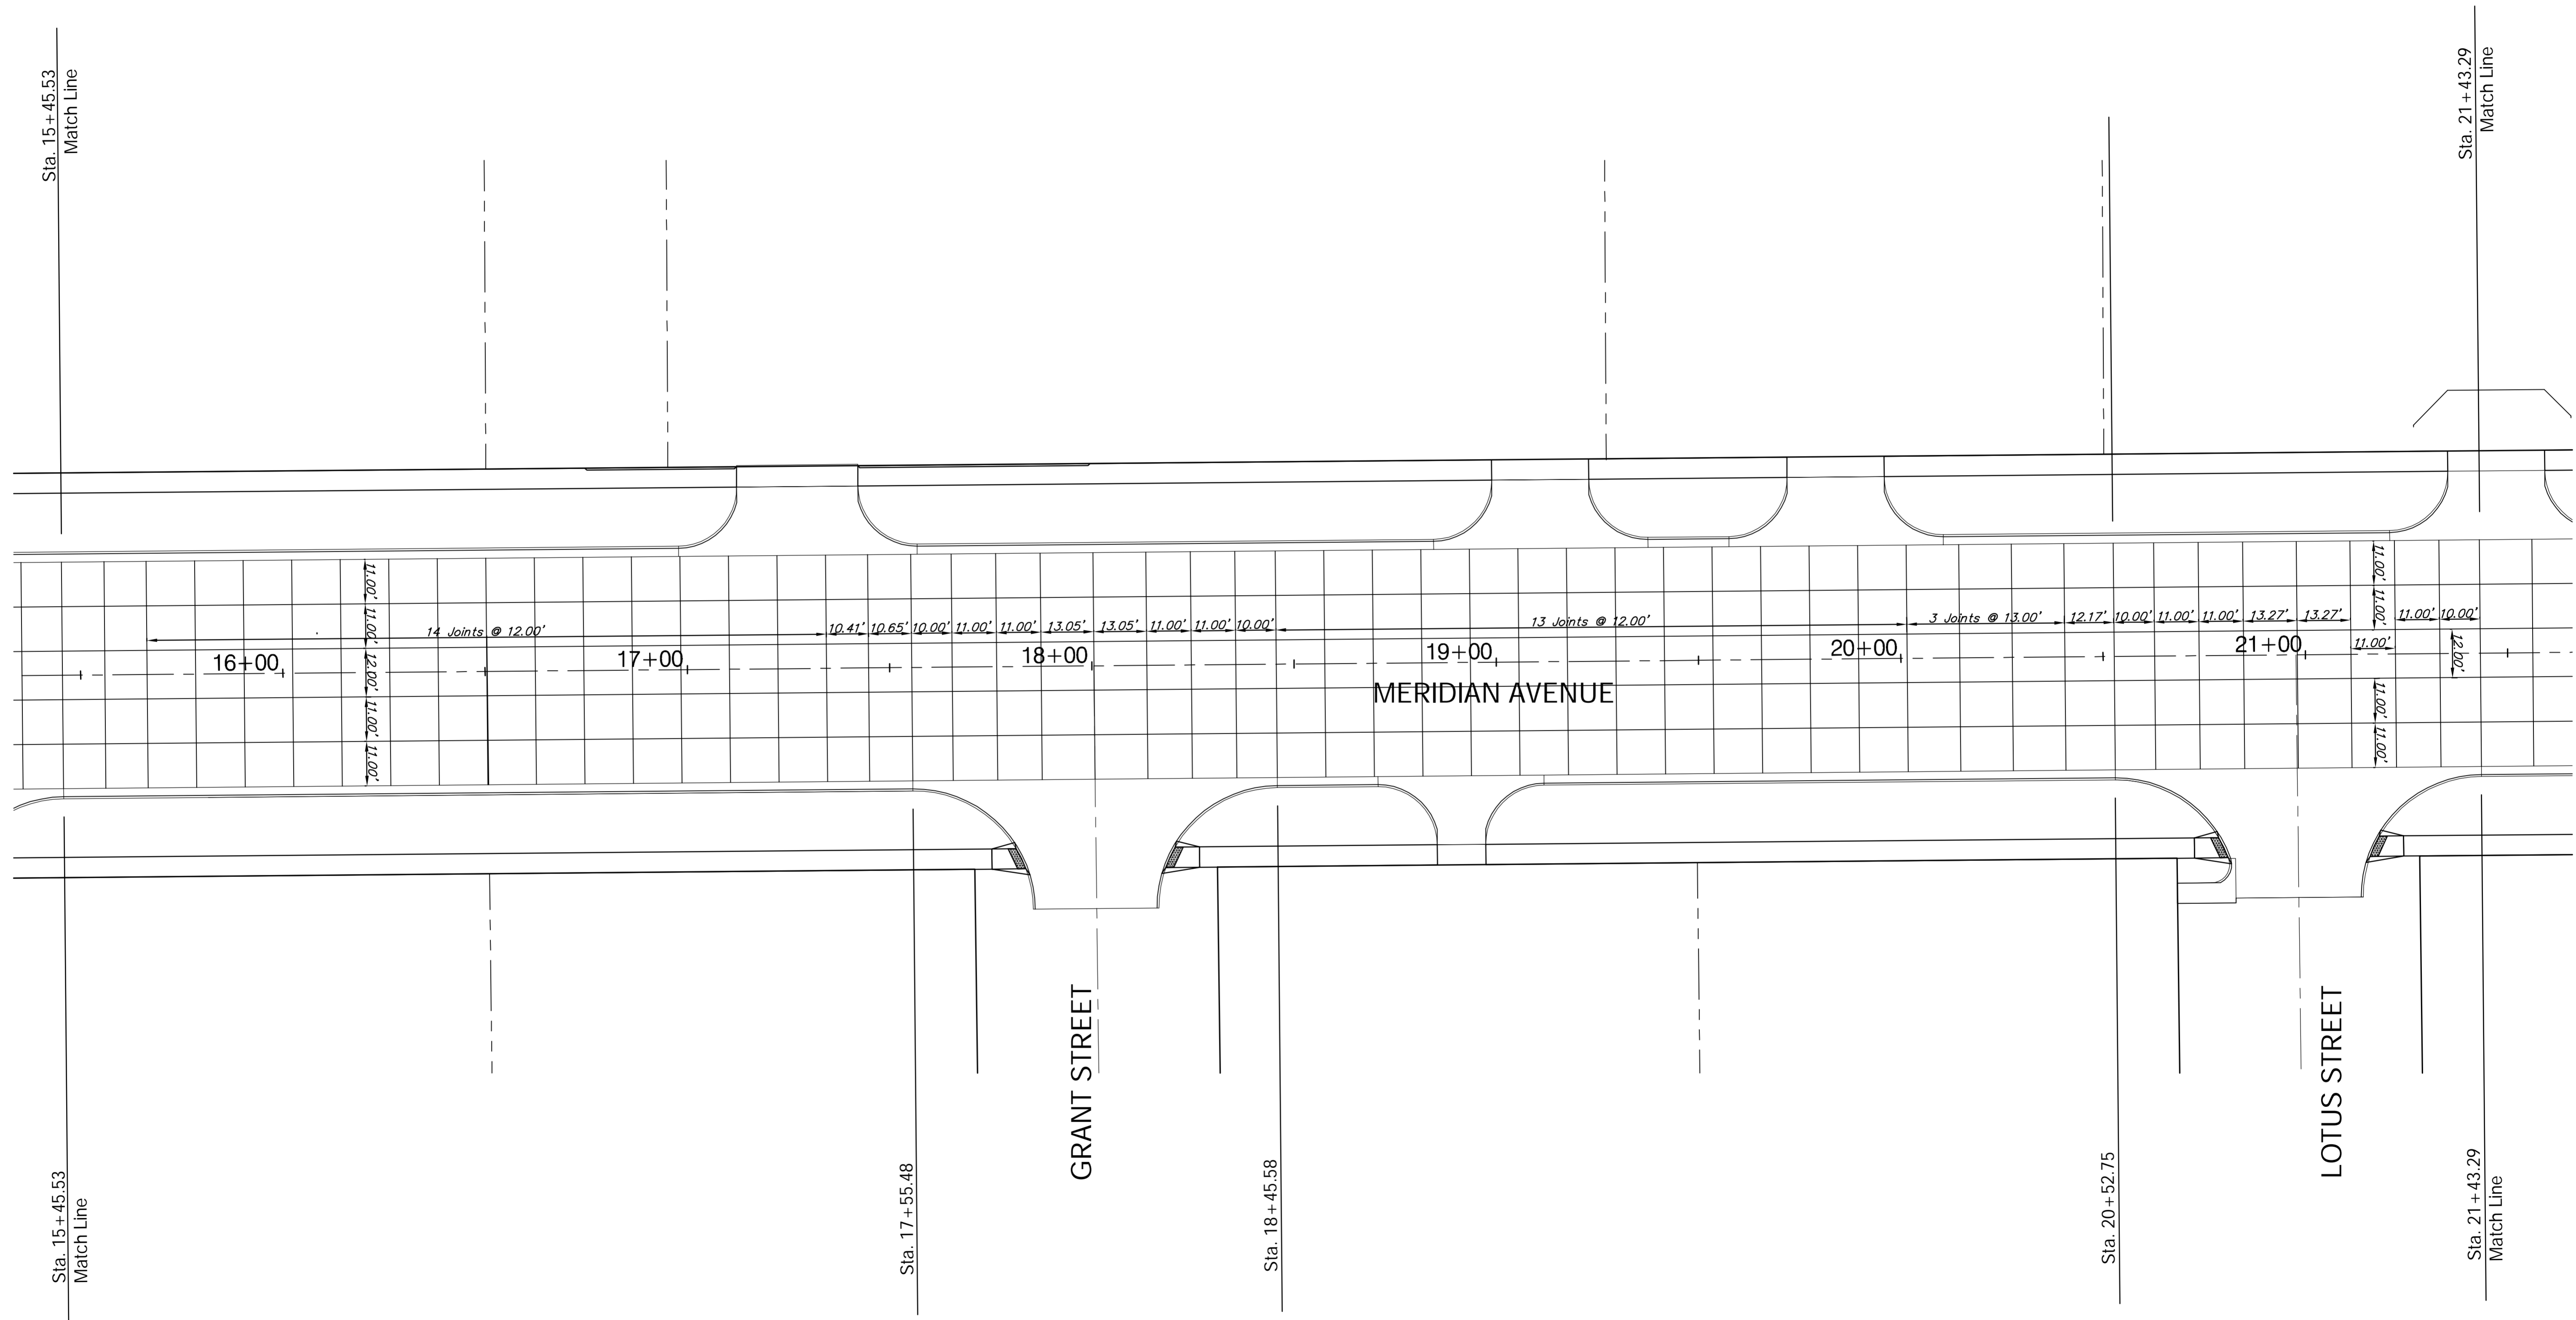 Sta. 15+45.53
Match Line
Sta. 21+43.29
Match Line
11.00'
11.00'
12.00'
11.00'
11.00'
14 Joints @ 12.00'
10.41'
10.65'
10.00'
11.00'
11.00'
13.05'
13.05'
11.00'
11.00'
10.00'
13 Joints @ 12.00'
3 Joints @ 13.00'
12.17'
10.00'
11.00'
11.00'
13.27'
13.27'
11.00'
11.00'
11.00'
10.00'
11.00'
12.00'
11.00'
11.00'
16+00
17+00
18+00
19+00
20+00
21+00
MERIDIAN AVENUE
GRANT STREET
LOTUS STREET
Sta. 15+45.53
Match Line
Sta. 17+55.48
Sta. 18+45.58
Sta. 20+52.75
Sta. 21+43.29
Match Line